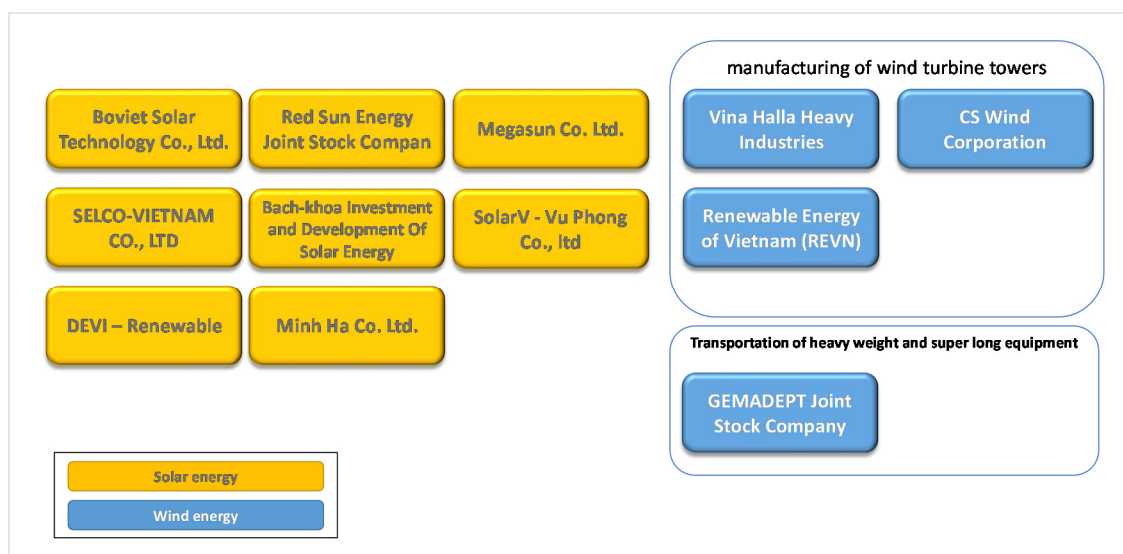 Boviet Solar
Technology Co., Ltd.
Red Sun Energy
Joint Stock Compan
Megasun Co. Ltd.
SELCO-VIETNAM
CO., LTD
Bach-khoa Investment
and Development Of
Solar Energy
SolarV - Vu Phong
Co., ltd
DEVI – Renewable
Minh Ha Co. Ltd.
manufacturing of wind turbine towers
Vina Halla Heavy
Industries
CS Wind
Corporation
Renewable Energy
of Vietnam (REVN)
Transportation of heavy weight and super long equipment
GEMADEPT Joint
Stock Company
Solar energy
Wind energy